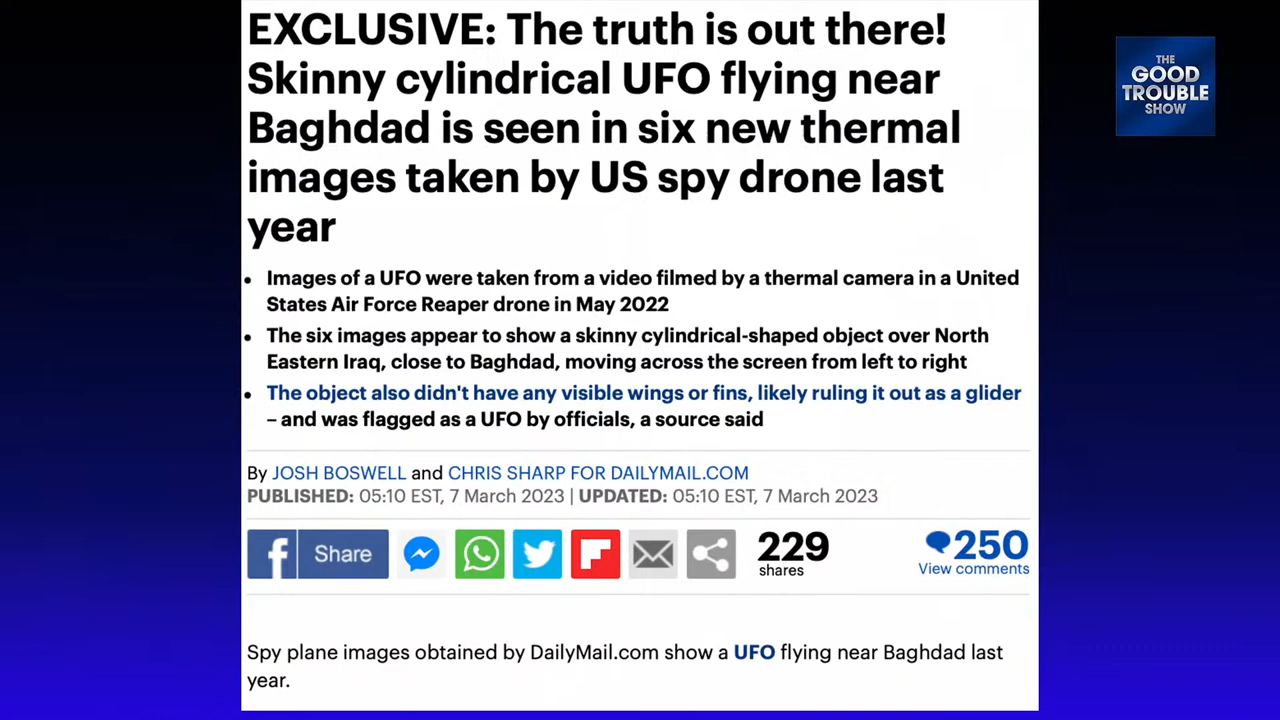 EXCLUSIVE: The truth is out there!
Skinny cylindrical UFO flying near
Baghdad is seen in six new thermal
images taken by US spy drone last
year
THE
GOOD
TROUBLE
SHOW
• Images of a UFO were taken from a video filmed by a thermal camera in a United
States Air Force Reaper drone in May 2022
• The six images appear to show a skinny cylindrical-shaped object over North
Eastern Iraq, close to Baghdad, moving across the screen from left to right
• The object also didn't have any visible wings or fins, likely ruling it out as a glider
– and was flagged as a UFO by officials, a source said
By JOSH BOSWELL and CHRIS SHARP FOR DAILYMAIL.COM
PUBLISHED: 05:10 EST, 7 March 2023 | UPDATED: 05:10 EST, 7 March 2023
f Share
229
shares
250
View comments
Spy plane images obtained by DailyMail.com show a UFO flying near Baghdad last
year.